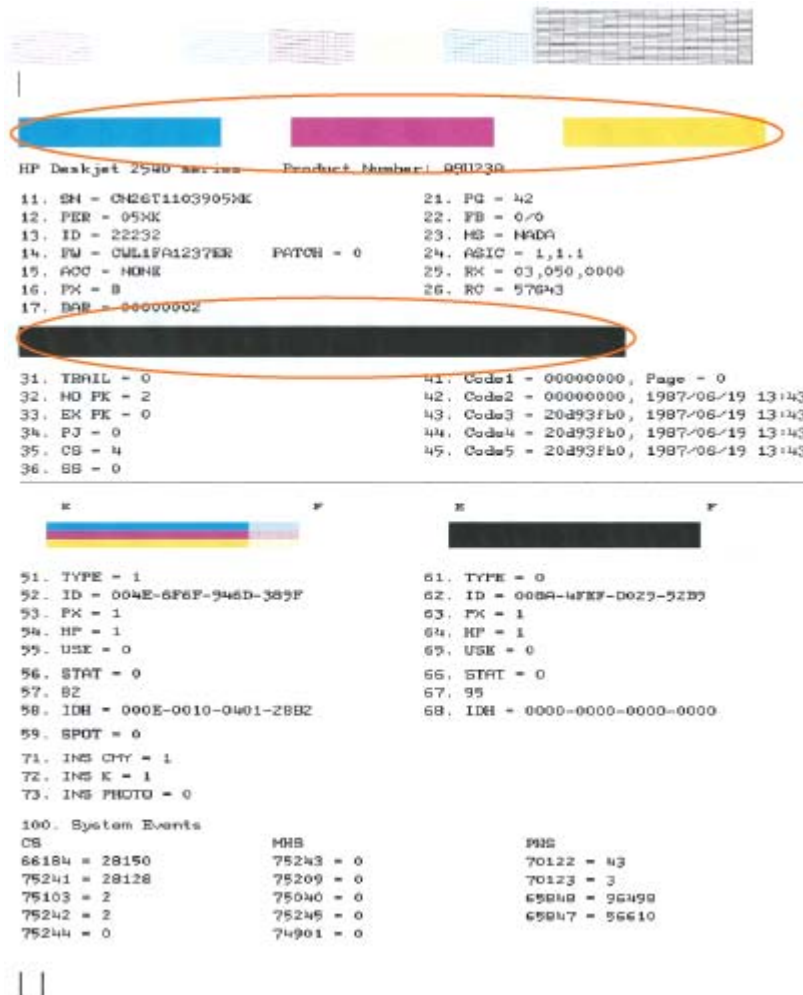 HP Deskjet 2540 series Product Number: A9U23A
11. SN = CN26T1103905XK
12. PER = 05XK
13. ID = 22232
14. FW = CWL1FA1237ER PATCH = 0
15. ACC = NONE
16. PX = B
17. BAR = 00000002
21. PG = 42
22. FB = 0/0
23. MS = NADA
24. ASIC = 1,1.1
25. RX = 03,050,0000
26. RC = 57643
31. TRAIL = 0
32. NO PK = 2
33. EX PK = 0
34. PJ = 0
35. CS = 4
36. SS = 0
41. Code1 = 00000000, Page = 0
42. Code2 = 00000000, 1987/06/19 13:43
43. Code3 = 20d93fb0, 1987/06/19 13:43
44. Code4 = 20d93fb0, 1987/06/19 13:43
45. Code5 = 20d93fb0, 1987/06/19 13:43
E F
E F
51. TYPE = 1
52. ID = 004E-6F6F-946D-389F
53. PX = 1
54. HP = 1
55. USE = 0
56. STAT = 0
57. 82
58. IDH = 000E-0010-0401-28B2
59. SPOT = 0
61. TYPE = 0
62. ID = 008A-4FEF-D029-52B9
63. PX = 1
64. HP = 1
65. USE = 0
66. STAT = 0
67. 95
68. IDH = 0000-0000-0000-0000
71. INS CMY = 1
72. INS K = 1
73. INS PHOTO = 0
100. System Events
CS
66184 = 28150
75241 = 28128
75103 = 2
75242 = 2
75244 = 0
MHS
75243 = 0
75209 = 0
75040 = 0
75245 = 0
74901 = 0
PHS
70122 = 43
70123 = 3
65848 = 96498
65847 = 56610